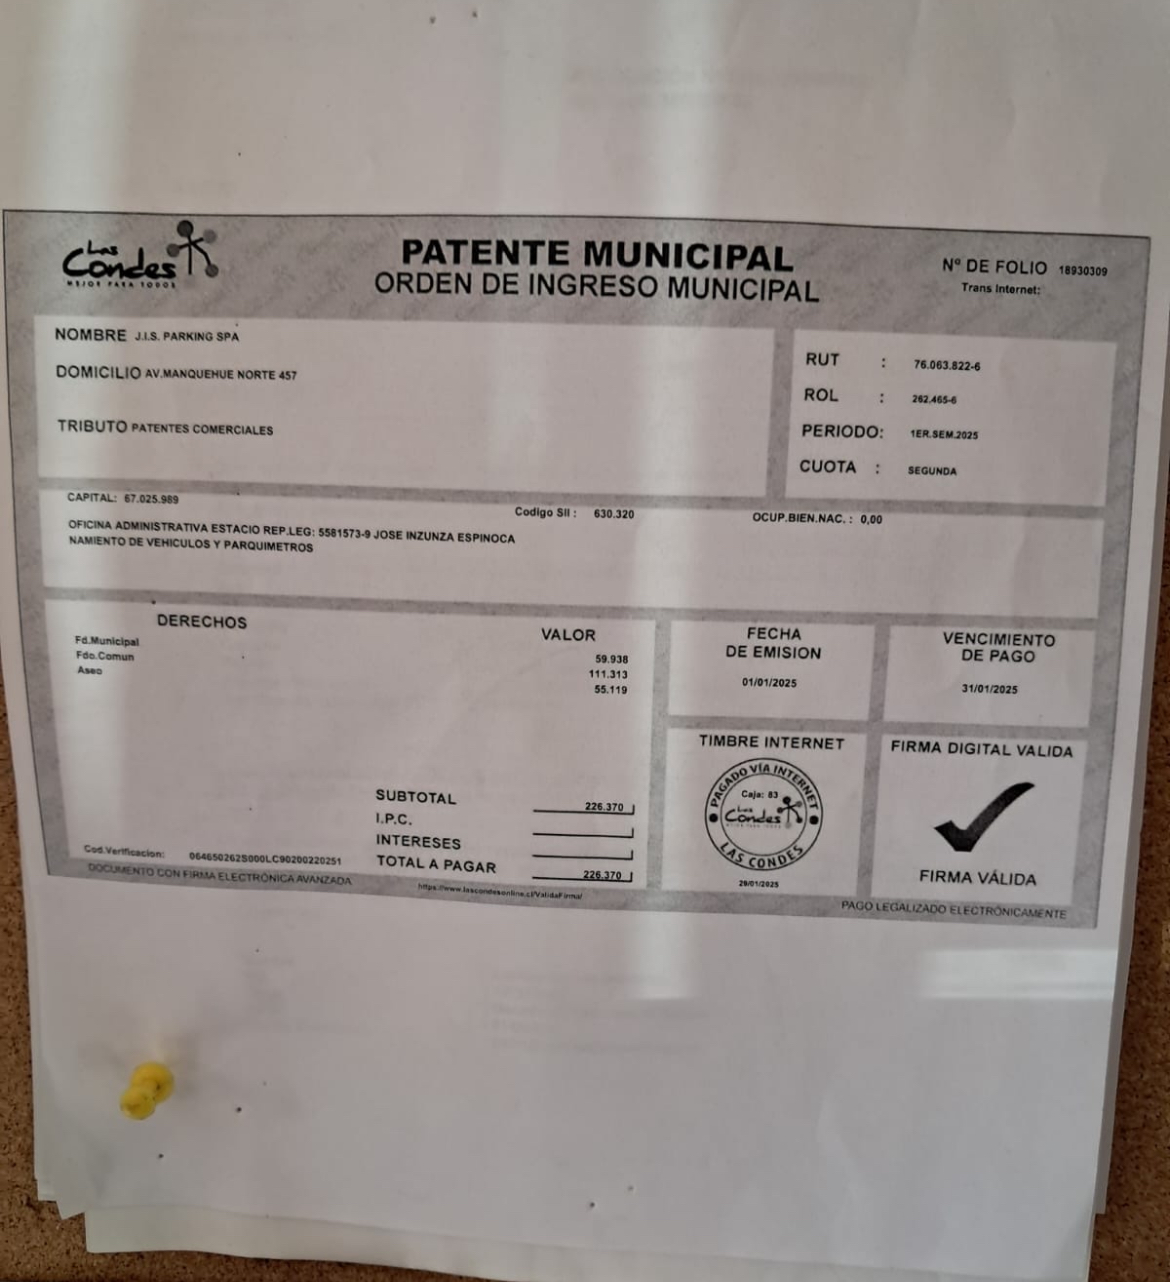 Las Condes
MEJOR PARA TODOS
PATENTE MUNICIPAL
ORDEN DE INGRESO MUNICIPAL
Nº DE FOLIO 18930309
Trans Internet:
NOMBRE J.I.S. PARKING SPA
DOMICILIO AV.MANQUEHUE NORTE 457
TRIBUTO PATENTES COMERCIALES
RUT : 76.063.822-6
ROL : 262.465-6
PERIODO: 1ER.SEM.2025
CUOTA : SEGUNDA
CAPITAL: 67.025.989
Codigo SII : 630.320
OCUP.BIEN.NAC. : 0,00
OFICINA ADMINISTRATIVA ESTACIO REP.LEG: 5581573-9 JOSE INZUNZA ESPINOCA
NAMIENTO DE VEHICULOS Y PARQUIMETROS
DERECHOS VALOR
Fd.Municipal 59.938
Fdo.Comun 111.313
Aseo 55.119
SUBTOTAL 226.370
I.P.C.
INTERESES
TOTAL A PAGAR 226.370
Cod.Verificacion: 064650262S000LC90200220251
DOCUMENTO CON FIRMA ELECTRÓNICA AVANZADA
https://www.lascondesonline.cl/ValidaFirma/
FECHA
DE EMISION
01/01/2025
VENCIMIENTO
DE PAGO
31/01/2025
TIMBRE INTERNET
PAGADO VÍA INTERNET
Caja: 83
Las Condes
MEJOR PARA TODOS
LAS CONDES
29/01/2025
FIRMA DIGITAL VALIDA
FIRMA VÁLIDA
PAGO LEGALIZADO ELECTRÓNICAMENTE